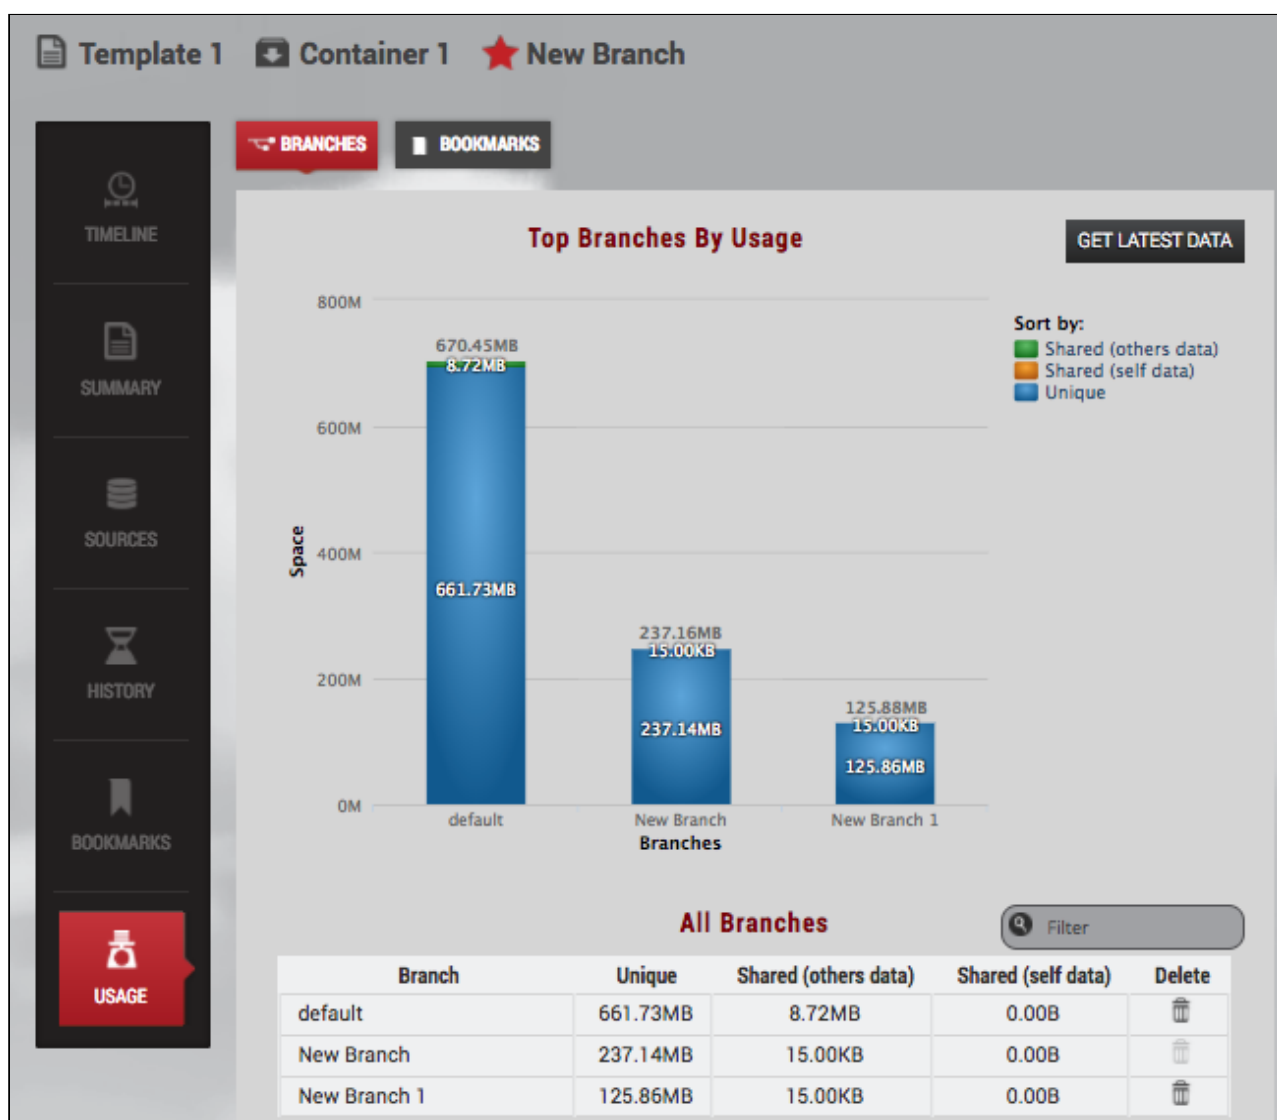 Template 1 Container 1 New Branch
BRANCHES BOOKMARKS
TIMELINE
SUMMARY
SOURCES
HISTORY
BOOKMARKS
USAGE
Top Branches By Usage
GET LATEST DATA
Sort by:
Shared (others data)
Shared (self data)
Unique
Space
800M
600M
400M
200M
0M
670.45MB
8.72MB
661.73MB
237.16MB
15.00KB
237.14MB
125.88MB
15.00KB
125.86MB
default New Branch New Branch 1
Branches
All Branches
Filter
Branch Unique Shared (others data) Shared (self data) Delete
default 661.73MB 8.72MB 0.00B
New Branch 237.14MB 15.00KB 0.00B
New Branch 1 125.86MB 15.00KB 0.00B